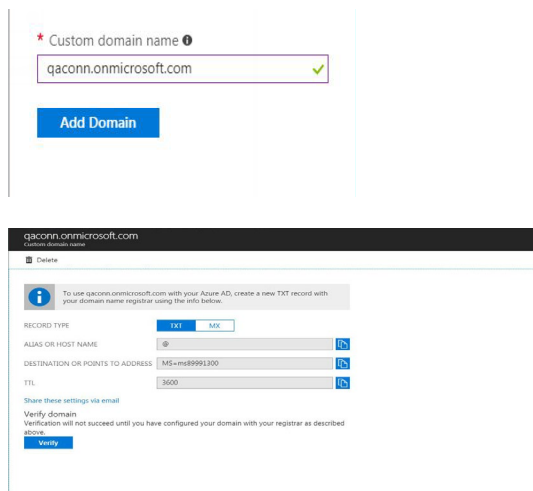 * Custom domain name
qaconn.onmicrosoft.com
Add Domain
qaconn.onmicrosoft.com
Custom domain name
Delete
To use qaconn.onmicrosoft.com with your Azure AD, create a new TXT record with
your domain name registrar using the info below.
RECORD TYPE TXT MX
ALIAS OR HOST NAME @
DESTINATION OR POINTS TO ADDRESS MS=ms89991300
TTL 3600
Share these settings via email
Verify domain
Verification will not succeed until you have configured your domain with your registrar as described
above.
Verify